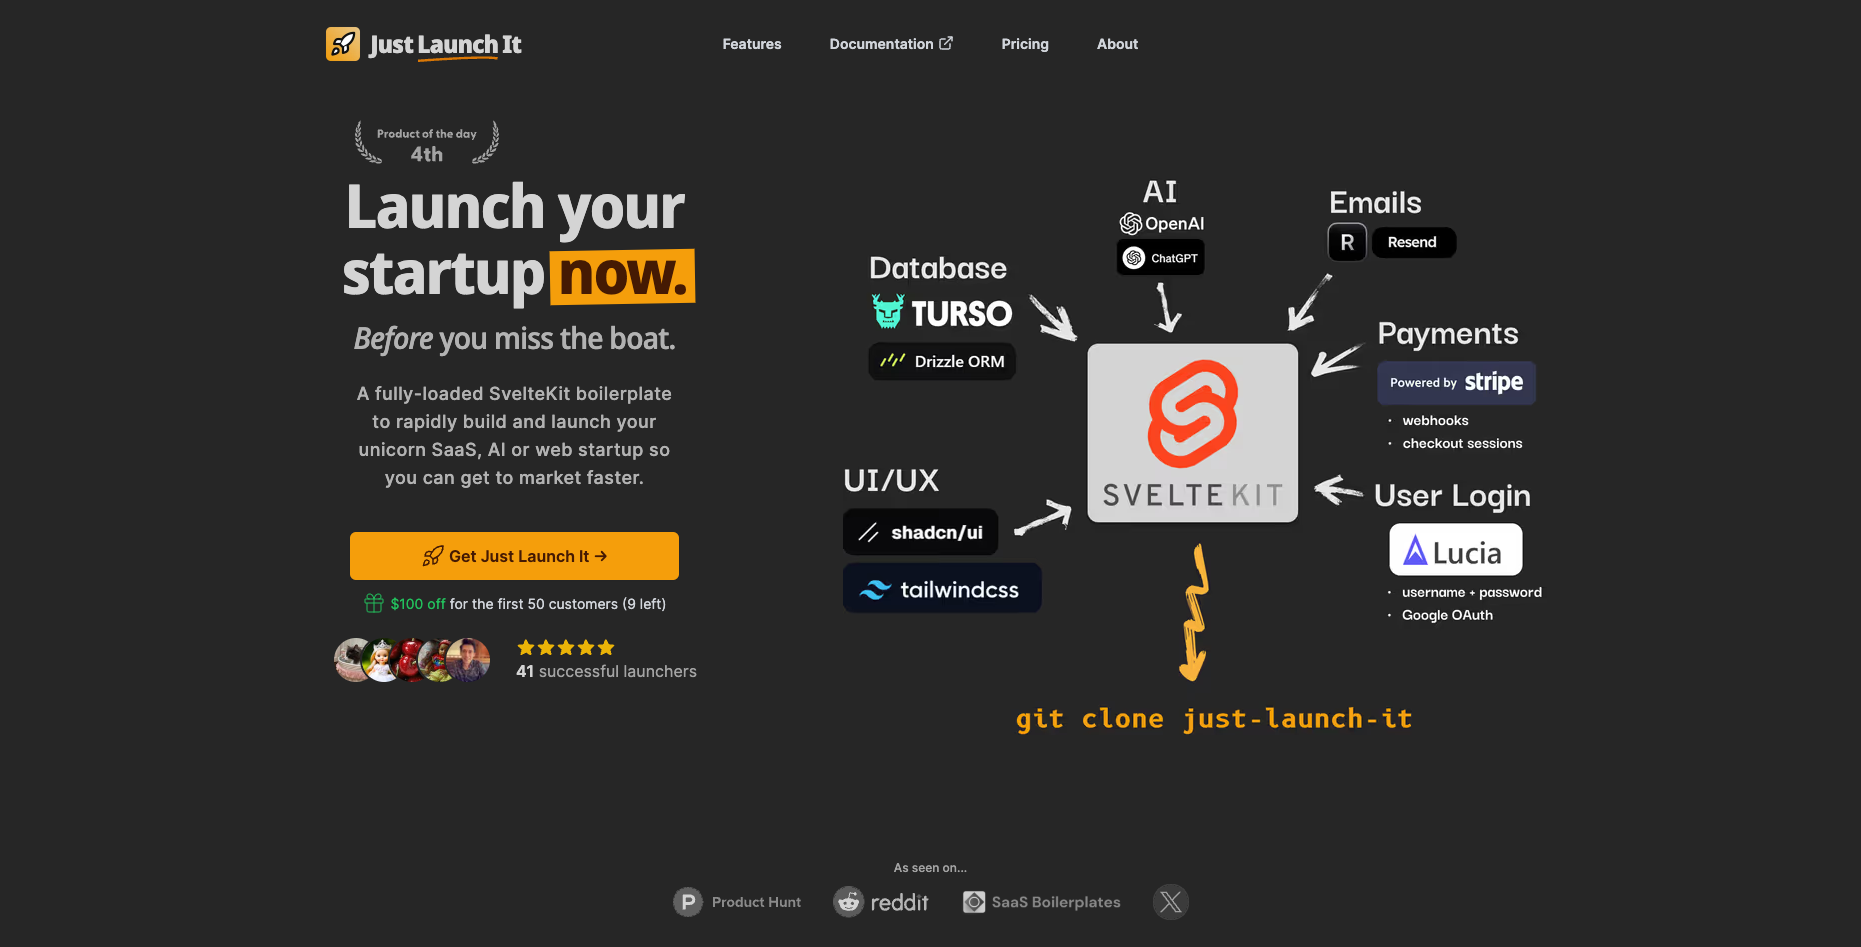 Just Launch It
Features
Documentation
Pricing
About
Product of the day
4th
Launch your
startup now.
Before you miss the boat.
A fully-loaded SvelteKit boilerplate
to rapidly build and launch your
unicorn SaaS, AI or web startup so
you can get to market faster.
Get Just Launch It →
$100 off for the first 50 customers (9 left)
41 successful launchers
AI
OpenAI
ChatGPT
Emails
R
Resend
Database
TURSO
Drizzle ORM
Payments
Powered by stripe
· webhooks
· checkout sessions
SVELTEKIT
UI/UX
shadcn/ui
tailwindcss
User Login
Lucia
· username + password
· Google OAuth
git clone just-launch-it
As seen on...
P Product Hunt
reddit
SaaS Boilerplates
X